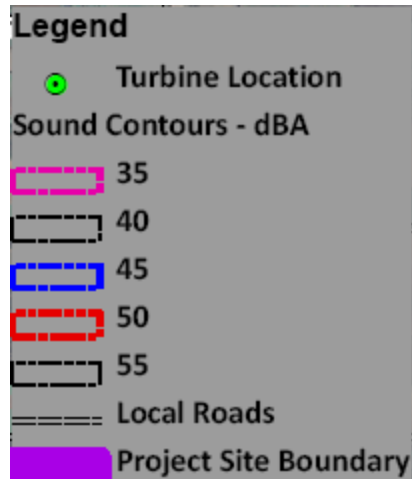 Legend
Turbine Location
Sound Contours - dBA
35
40
45
50
55
Local Roads
Project Site Boundary